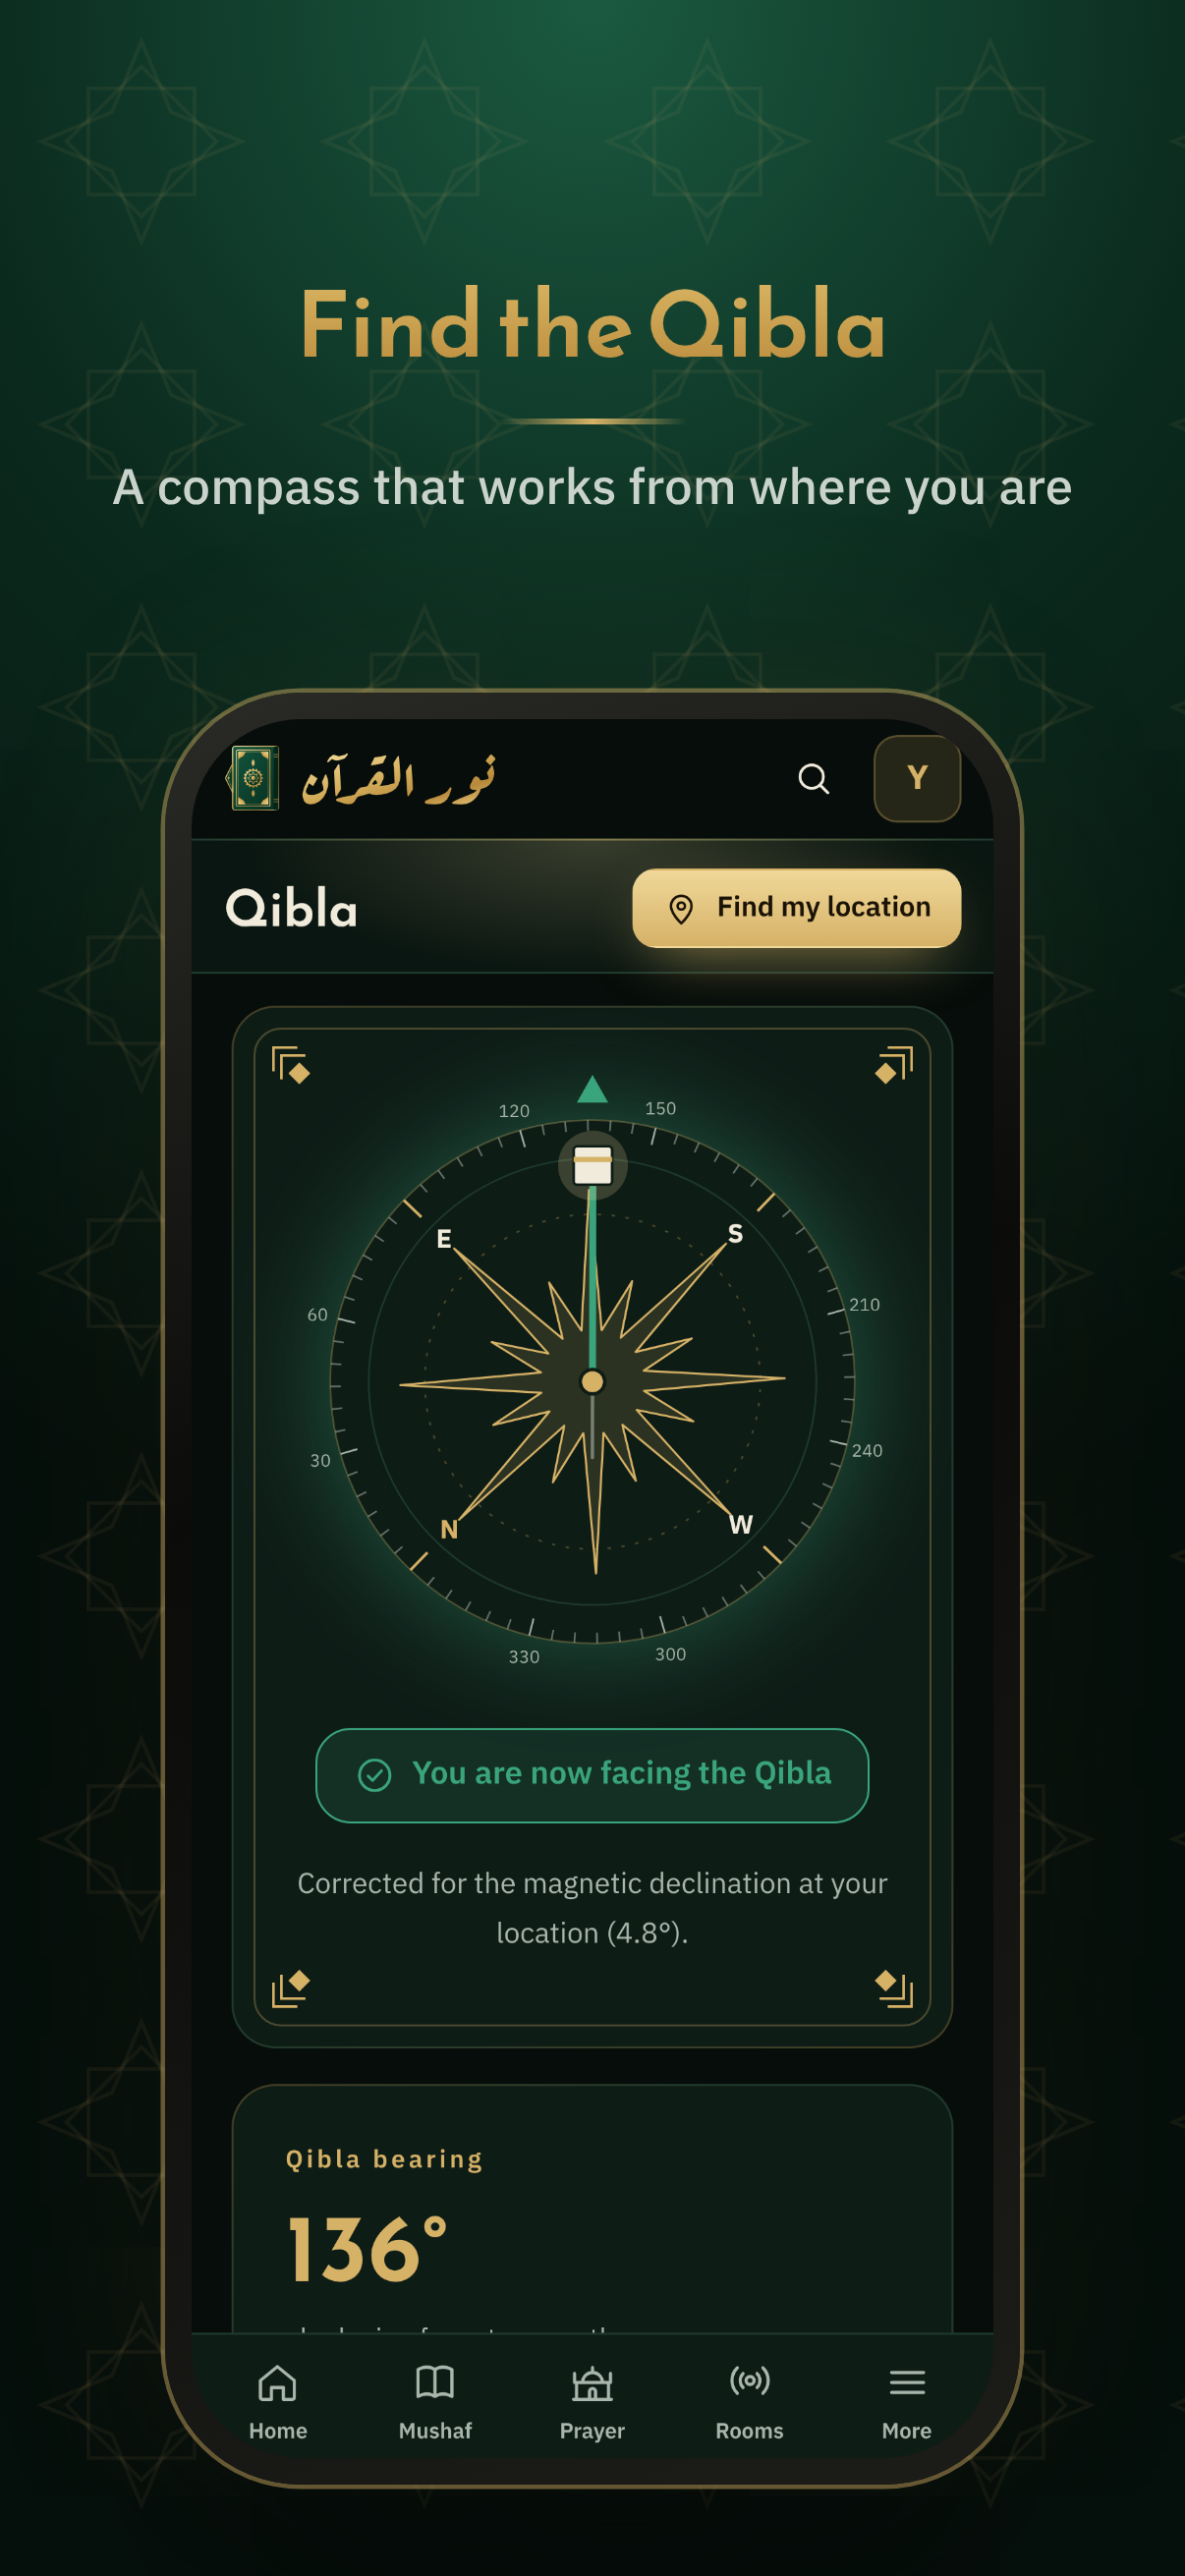 Find the Qibla
A compass that works from where you are
نور القرآن
Y
Qibla
Find my location
120
150
E
S
60
210
30
240
N
W
330
300
You are now facing the Qibla
Corrected for the magnetic declination at your
location (4.8°).
Qibla bearing
136°
Home
Mushaf
Prayer
Rooms
More